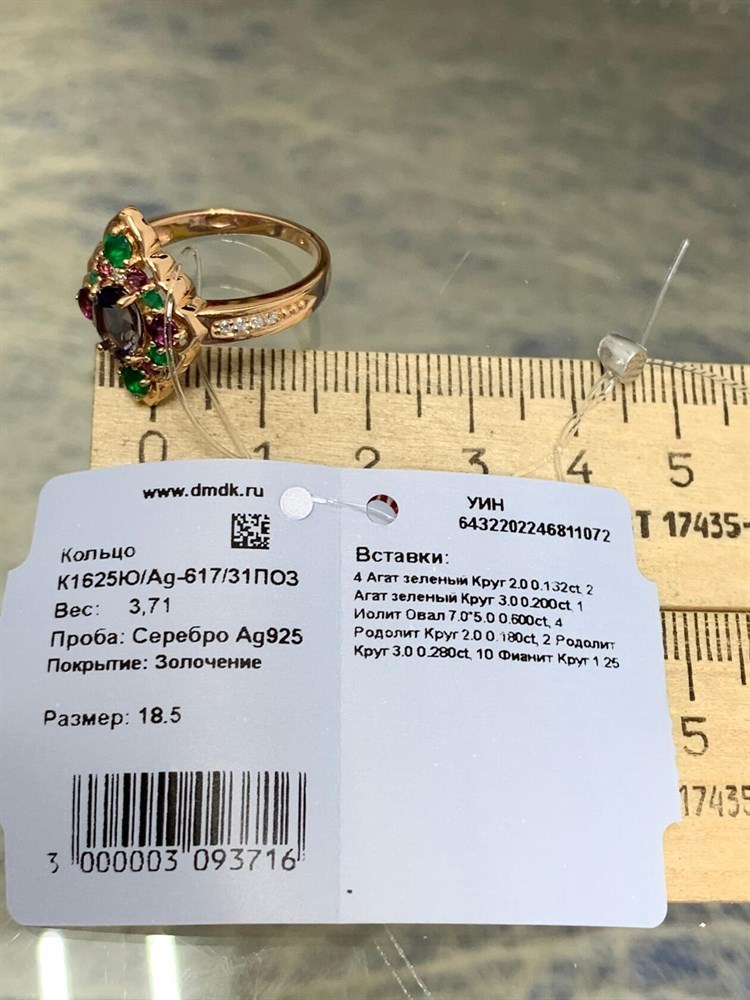 0 1 2 3 4 5
www.dmdk.ru
Кольцо
К1625Ю/Ag-617/31ПОЗ
Вес: 3,71
Проба: Серебро Ag925
Покрытие: Золочение
Размер: 18.5
3 000003 093716
УИН
6432202246811072
Вставки:
4 Агат зеленый Круг 2.0 0.132ct, 2
Агат зеленый Круг 3.0 0.200ct, 1
Иолит Овал 7.0*5.0 0.600ct, 4
Родолит Круг 2.0 0.180ct, 2 Родолит
Круг 3.0 0.280ct, 10 Фианит Круг 1.25
Т 17435-
5
17435